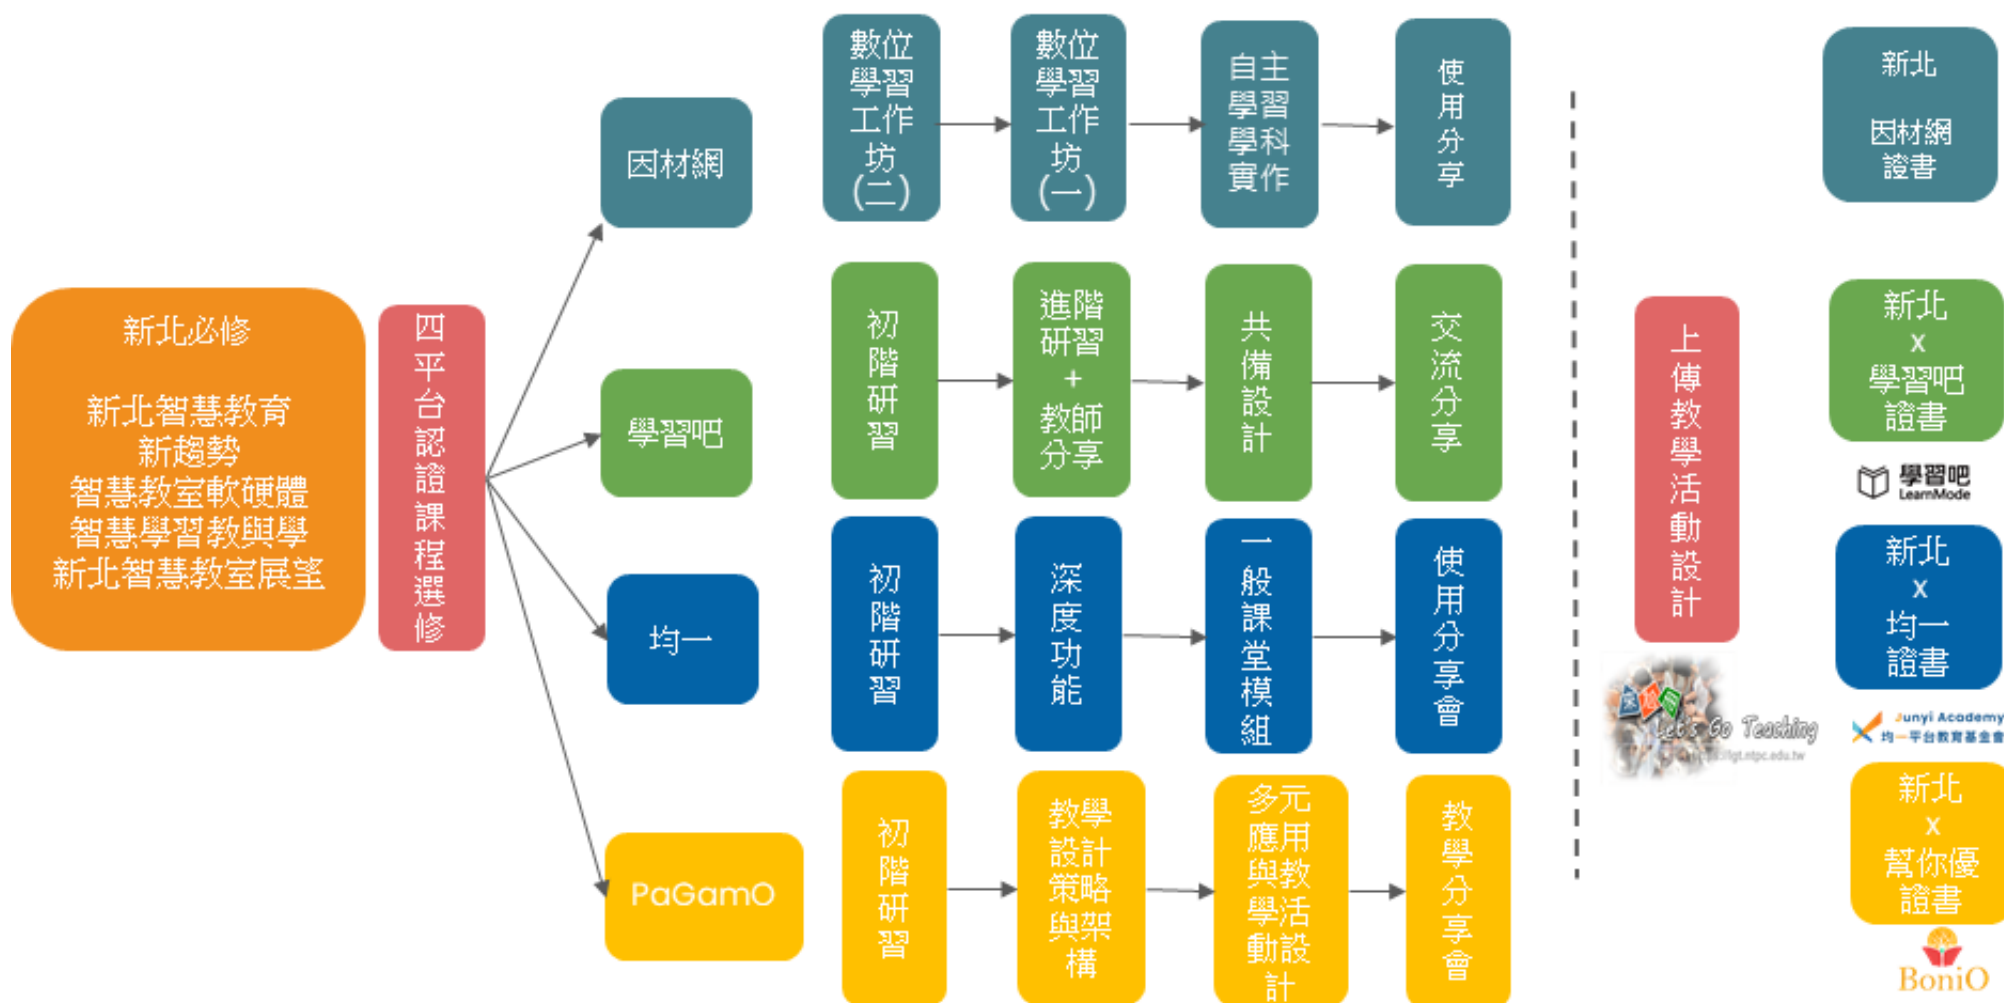 新北必修
新北智慧教育
新趨勢
智慧教室軟硬體
智慧學習教與學
新北智慧教室展望
四平台認證課程選修
因材網
數位
學習
工作
坊
(二)
數位
學習
工作
坊
(一)
自主
學習
學科
實作
使用分享
學習吧
初階研習
進階
研習
+
教師
分享
共備設計
交流分享
均一
初階研習
深度功能
一般課堂模組
使用分享會
PaGamO
初階研習
教學
設計
策略
與架
構
多元
應用
與教
學活
動設
計
教學分享會
上傳教學活動設計
Let's Go Teaching
lgt.ntpc.edu.tw
新北
因材網
證書
新北
x
學習吧
證書
學習吧
LearnMode
新北
x
均一
證書
Junyi Academy
均一平台教育基金會
新北
x
幫你優
證書
BoniO